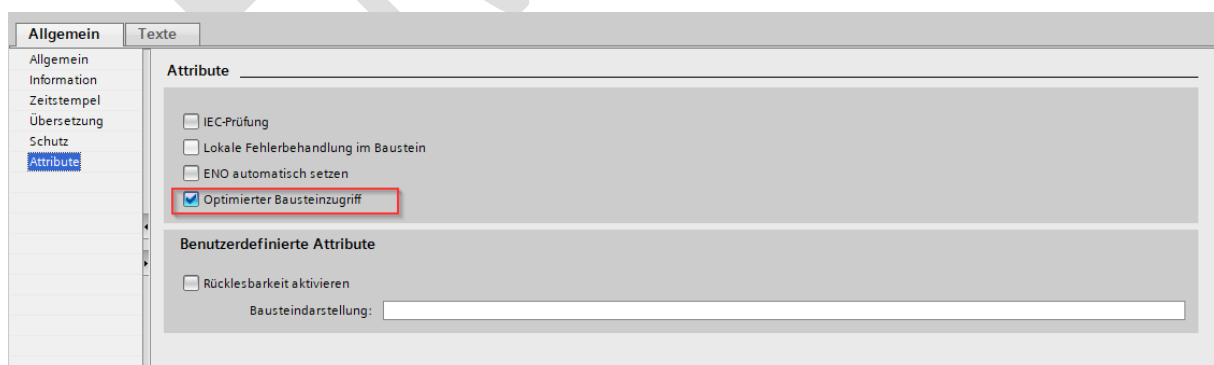 Allgemein Texte
Allgemein
Information
Zeitstempel
Übersetzung
Schutz
Attribute
Attribute
IEC-Prüfung
Lokale Fehlerbehandlung im Baustein
ENO automatisch setzen
Optimierter Bausteinzugriff
Benutzerdefinierte Attribute
Rücklesbarkeit aktivieren
Bausteindarstellung: